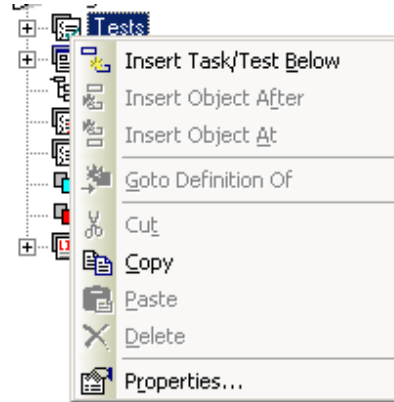 Tests
Insert Task/Test Below
Insert Object After
Insert Object At
Goto Definition Of
Cut
Copy
Paste
Delete
Properties...